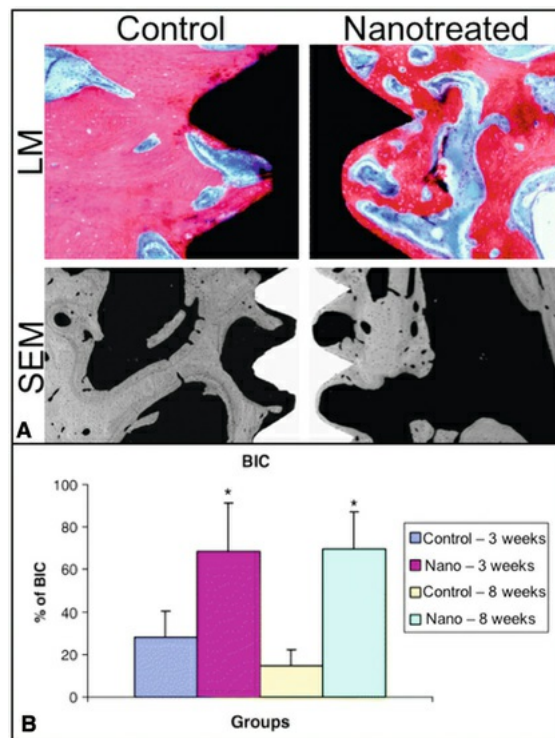 Control
Nanotreated
LM
SEM
A
BIC
% of BIC
100
80
60
40
20
0
*
*
Control – 3 weeks
Nano – 3 weeks
Control – 8 weeks
Nano – 8 weeks
Groups
B